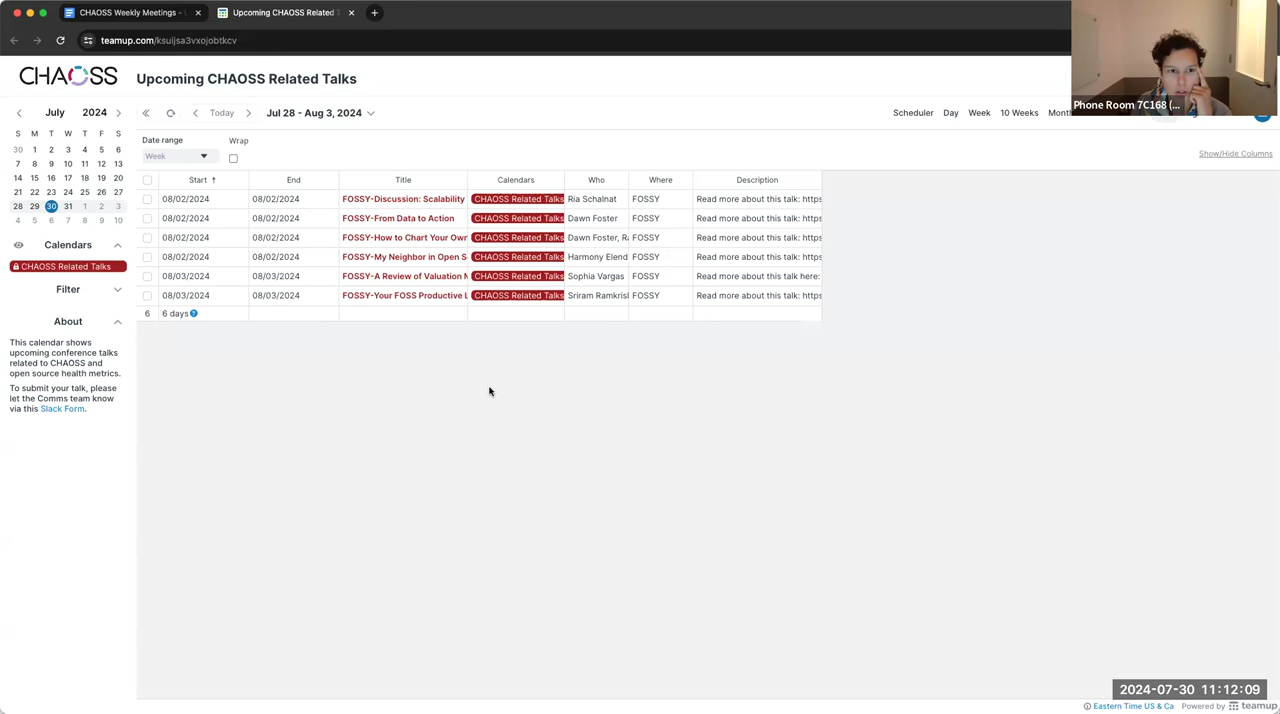 CHAOSS Weekly Meetings -
Upcoming CHAOSS Related
teamup.com/ksuijsa3vxojobtkcv
CHAOSS
Upcoming CHAOSS Related Talks
Phone Room 7C168 (...
July 2024
Today
Jul 28 - Aug 3, 2024
Scheduler Day Week 10 Weeks
S M T W T F S
30 1 2 3 4 5 6
7 8 9 10 11 12 13
14 15 16 17 18 19 20
21 22 23 24 25 26 27
28 29 30 31 1 2 3
4 5 6 7 8 9 10
Date range
Wrap
Week
Show/Hide Columns
Start ↑ End Title Calendars Who Where Description
08/02/2024 08/02/2024 FOSSY-Discussion: Scalability CHAOSS Related Talks Ria Schalnat FOSSY Read more about this talk: https
08/02/2024 08/02/2024 FOSSY-From Data to Action CHAOSS Related Talks Dawn Foster FOSSY Read more about this talk: https
08/02/2024 08/02/2024 FOSSY-How to Chart Your Own CHAOSS Related Talks Dawn Foster, FOSSY Read more about this talk: https
08/02/2024 08/02/2024 FOSSY-My Neighbor in Open S CHAOSS Related Talks Harmony Elend FOSSY Read more about this talk: https
08/03/2024 08/03/2024 FOSSY-A Review of Valuation CHAOSS Related Talks Sophia Vargas FOSSY Read more about this talk here:
08/03/2024 08/03/2024 FOSSY-Your FOSS Productive CHAOSS Related Talks Sriram FOSSY Read more about this talk: https
6 6 days
Calendars
CHAOSS Related Talks
Filter
About
This calendar shows
upcoming conference talks
related to CHAOSS and
open source health metrics.
To submit your talk, please
let the Comms team know
via this Slack Form.
2024-07-30 11:12:09
Eastern Time US & Ca Powered by teamup